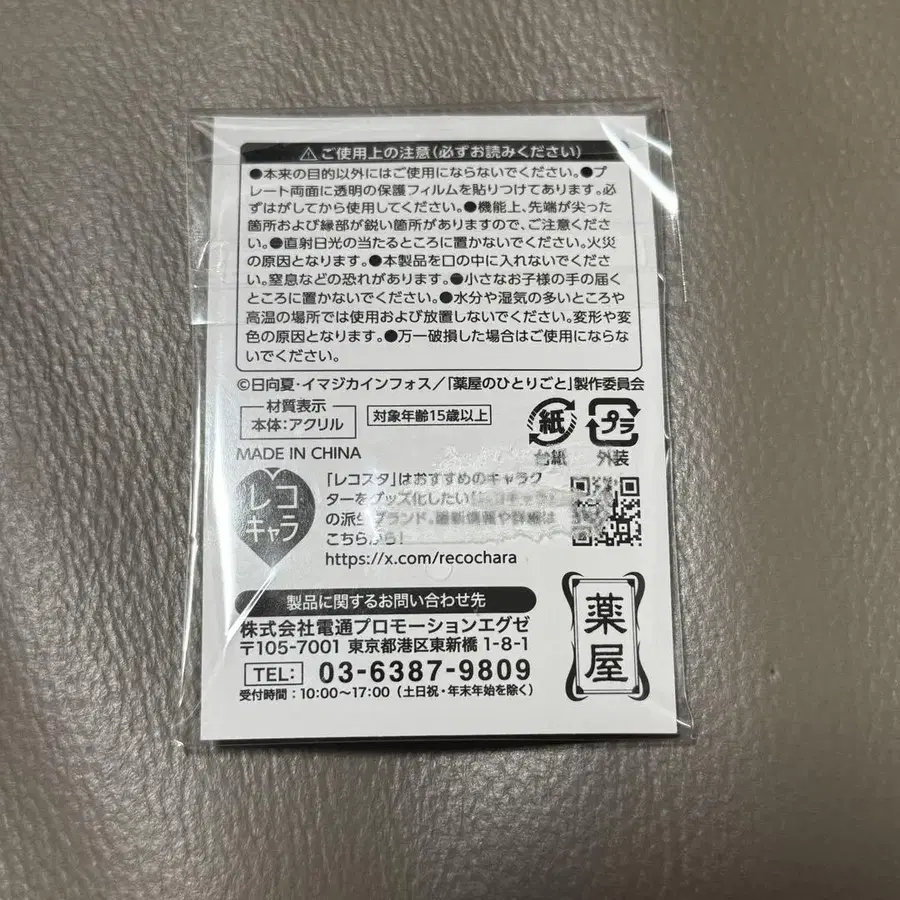 ⚠ご使用上の注意(必ずお読みください)
●本来の目的以外にはご使用にならないでください。●プ
レート両面に透明の保護フィルムを貼りつけてあります。必
ずはがしてから使用してください。●機能上、先端が尖った
箇所および縁部が鋭い箇所がありますので、ご注意くださ
い。●直射日光の当たるところに置かないでください。火災
の原因となります。●本製品を口の中に入れないでくださ
い。窒息などの恐れがあります。●小さなお子様の手の届く
ところに置かないでください。●水分や湿気の多いところや
高温の場所では使用および放置しないでください。変形や変
色の原因となります。●万一破損した場合はご使用にならな
いでください。
©日向夏・イマジカインフォス/「薬屋のひとりごと」製作委員会
材質表示
本体:アクリル
対象年齢15歳以上
紙
台紙
プラ
外装
MADE IN CHINA
レコ
キャラ
「レコスタ」はおすすめのキャラク
ターをグッズ化したい「レコキャラ」
の派生ブランド。最新情報や詳細は
こちらから!
https://x.com/recochara
製品に関するお問い合わせ先
株式会社電通プロモーションエグゼ
〒105-7001 東京都港区東新橋1-8-1
TEL: 03-6387-9809
受付時間:10:00〜17:00(土日祝・年末年始を除く)
薬屋